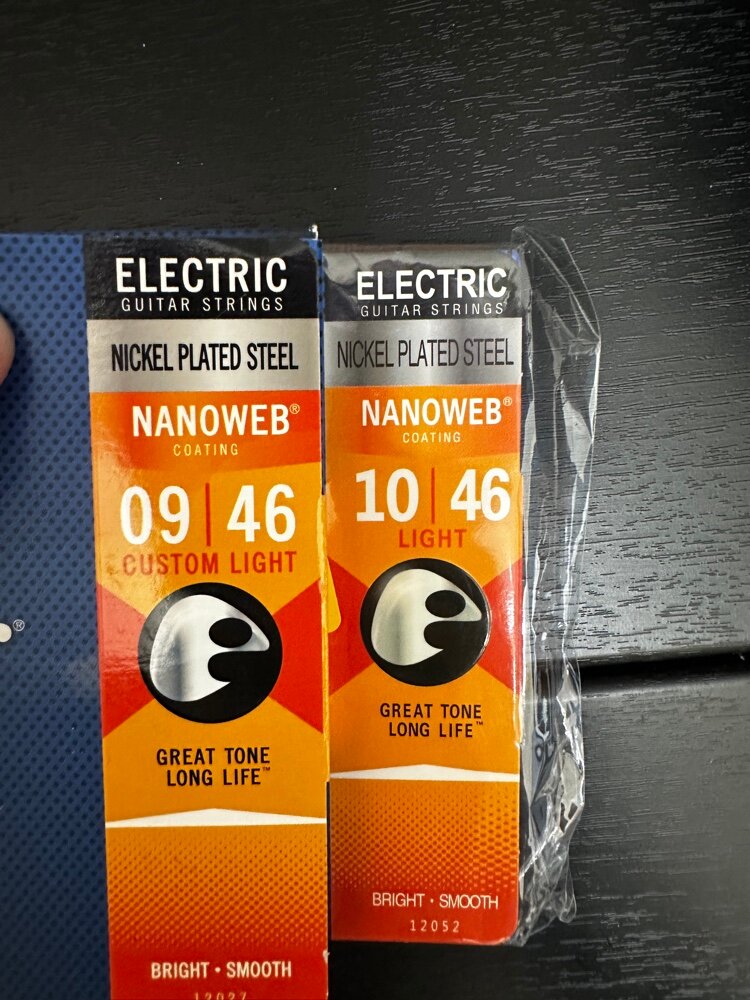 ELECTRIC
GUITAR STRINGS
NICKEL PLATED STEEL
NANOWEB®
COATING
09 | 46
CUSTOM LIGHT
GREAT TONE
LONG LIFE™
BRIGHT • SMOOTH
12027
ELECTRIC
GUITAR STRINGS
NICKEL PLATED STEEL
NANOWEB®
COATING
10 | 46
LIGHT
GREAT TONE
LONG LIFE™
BRIGHT • SMOOTH
12052
®